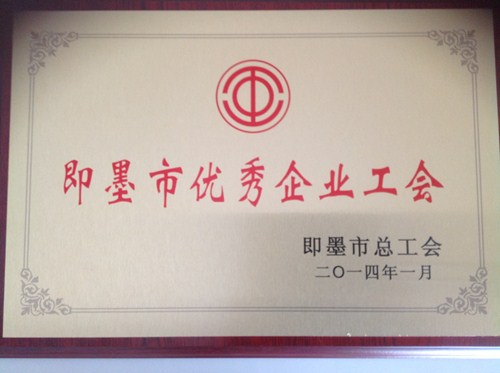 即墨市优秀企业工会
即墨市总工会
二〇一四年一月